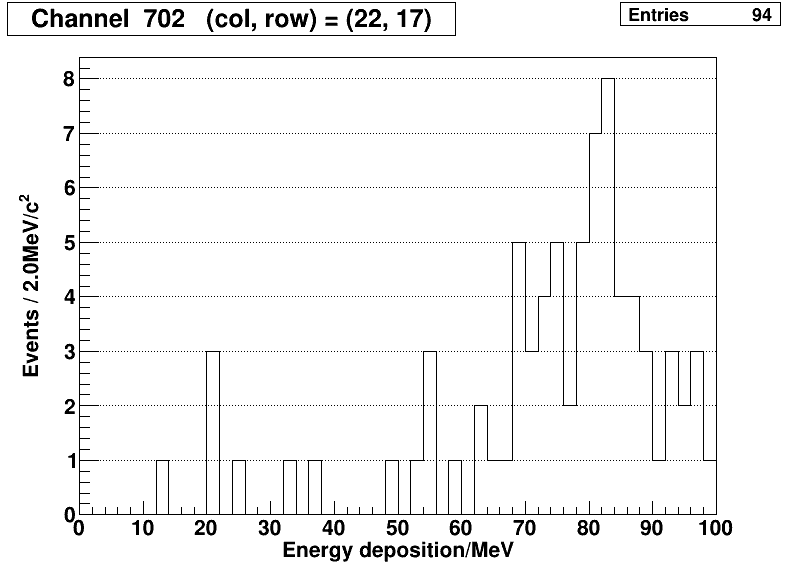 Channel 702 (col, row) = (22, 17)
Entries 94
8
7
6
5
4
3
2
1
0
Events / 2.0MeV/c²
0 10 20 30 40 50 60 70 80 90 100
Energy deposition/MeV